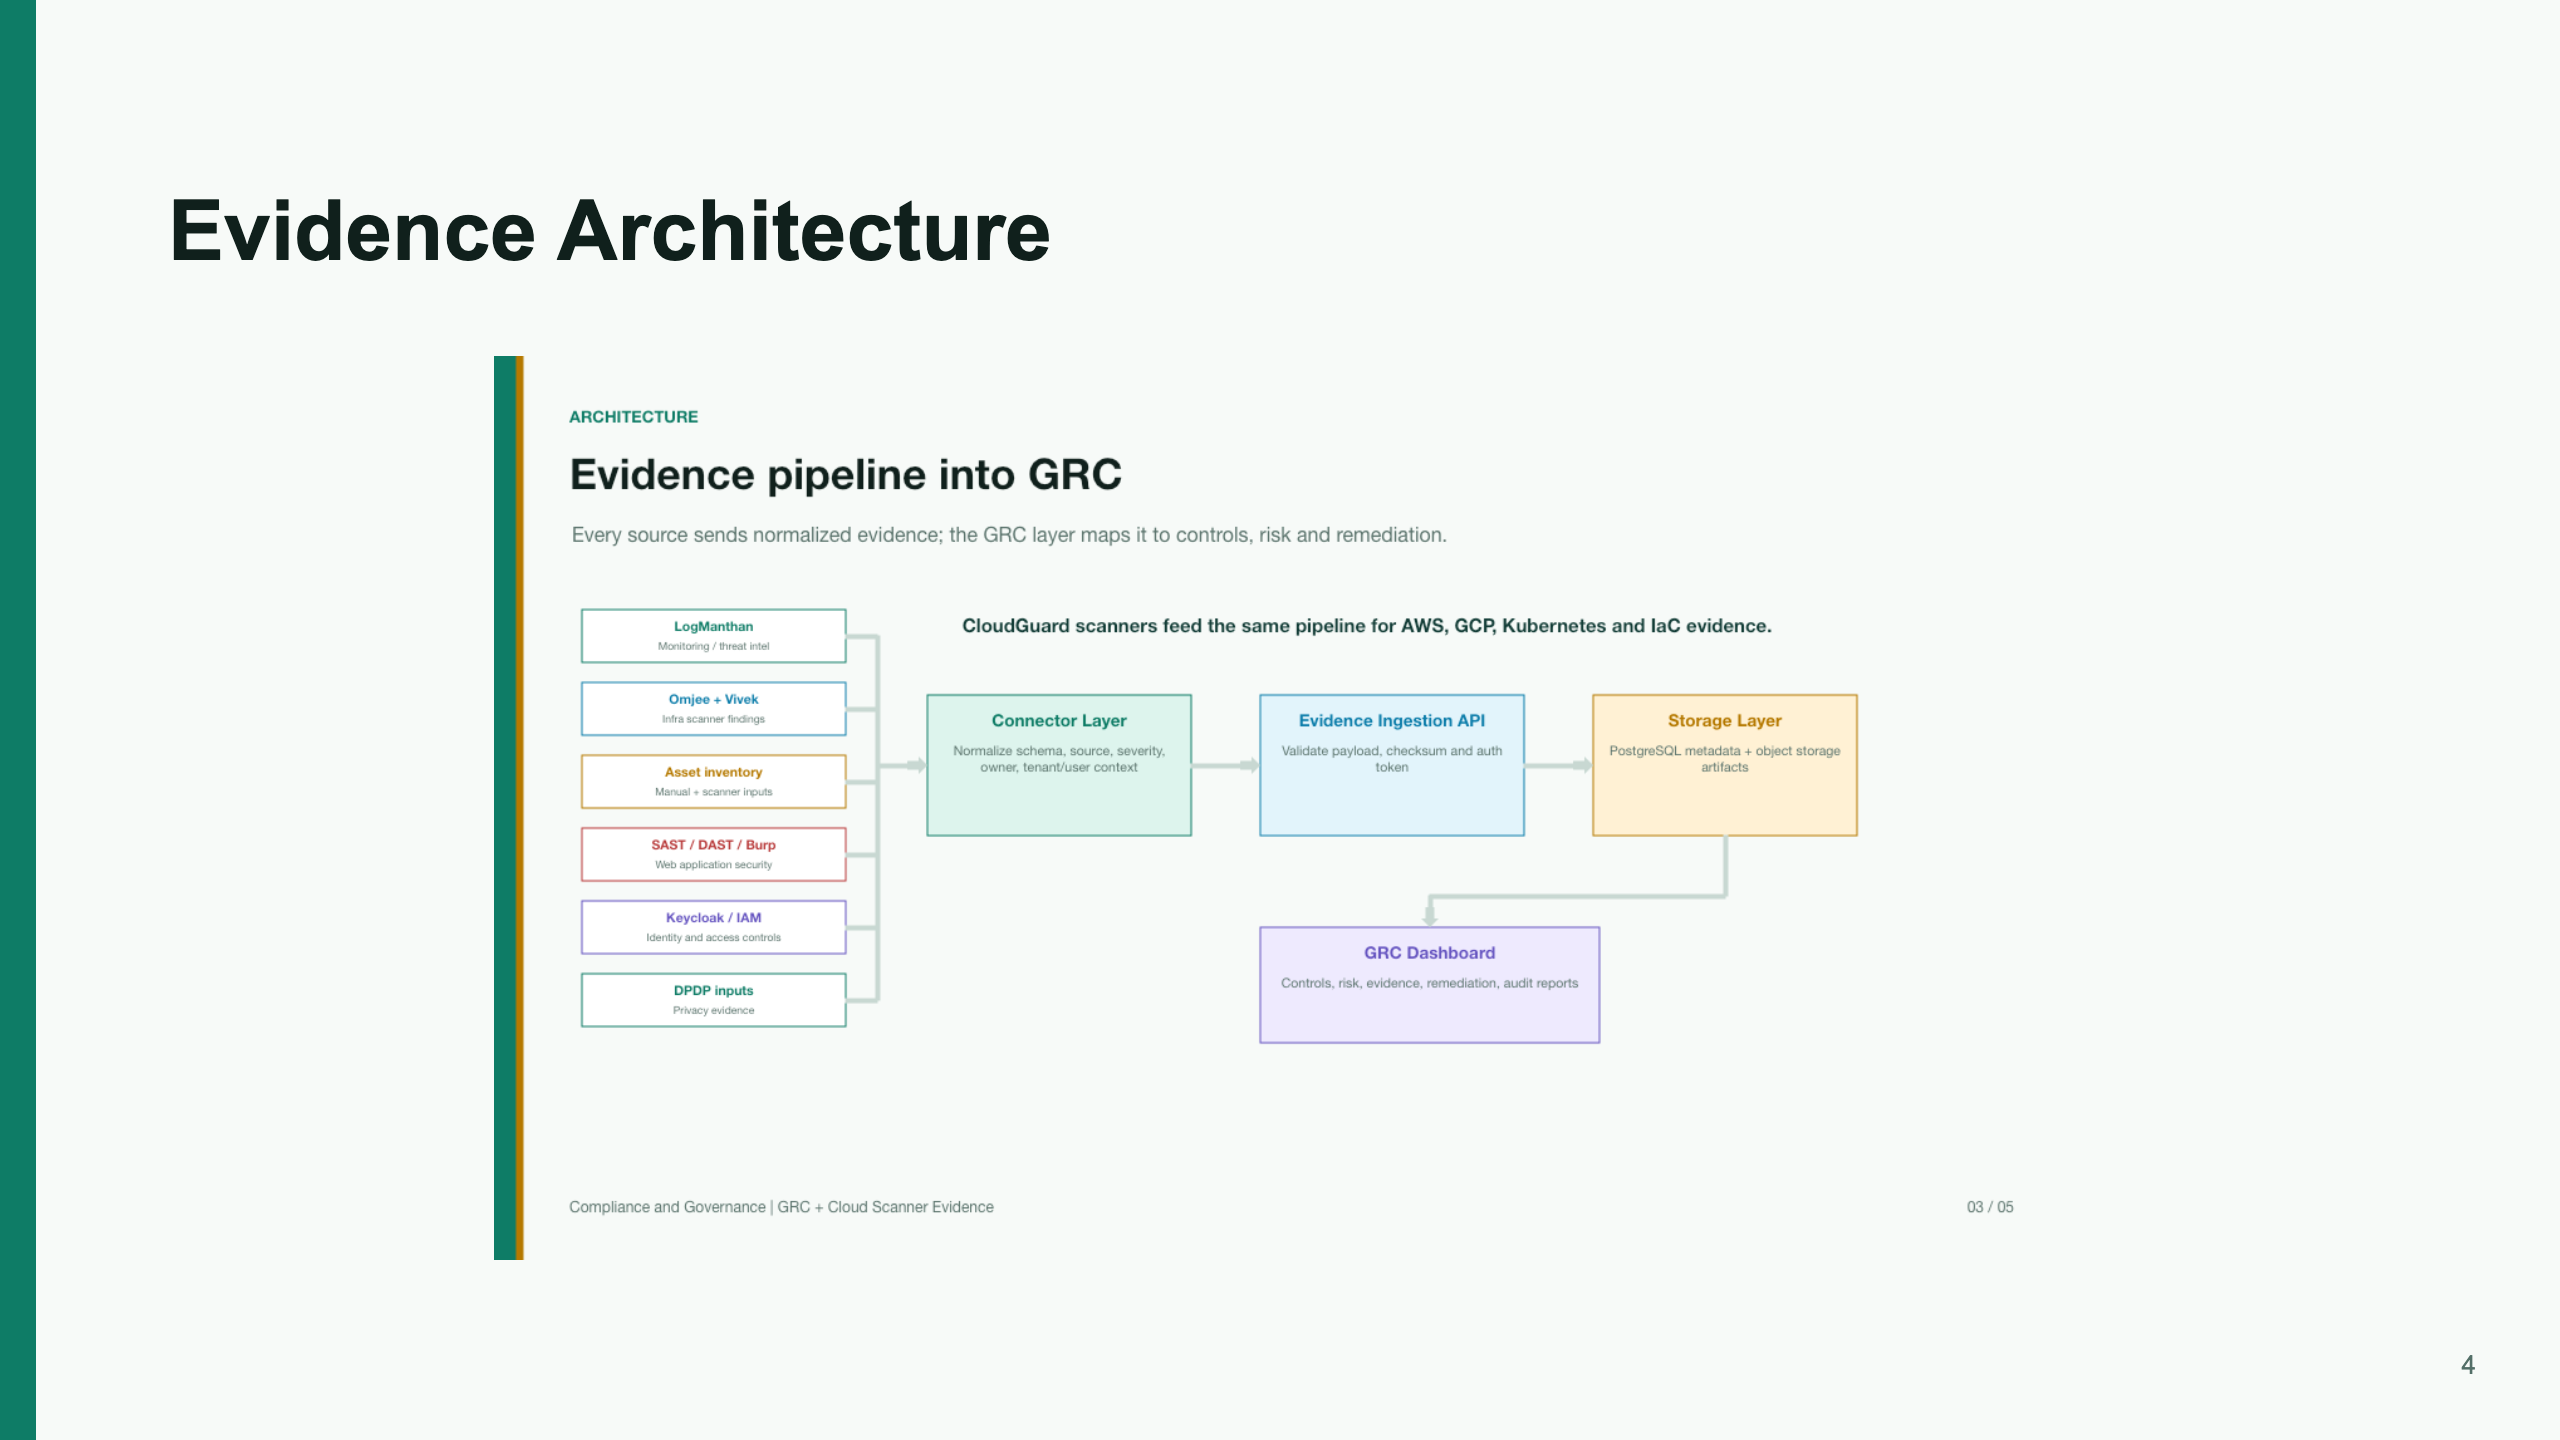 Evidence Architecture
ARCHITECTURE
Evidence pipeline into GRC
Every source sends normalized evidence; the GRC layer maps it to controls, risk and remediation.
LogManthan
Monitoring / threat intel
Omjee + Vivek
Infra scanner findings
Asset inventory
Manual + scanner inputs
SAST / DAST / Burp
Web application security
Keycloak / IAM
Identity and access controls
DPDP inputs
Privacy evidence
CloudGuard scanners feed the same pipeline for AWS, GCP, Kubernetes and IaC evidence.
Connector Layer
Normalize schema, source, severity,
owner, tenant/user context
Evidence Ingestion API
Validate payload, checksum and auth
token
Storage Layer
PostgreSQL metadata + object storage
artifacts
GRC Dashboard
Controls, risk, evidence, remediation, audit reports
Compliance and Governance | GRC + Cloud Scanner Evidence
03 / 05
4